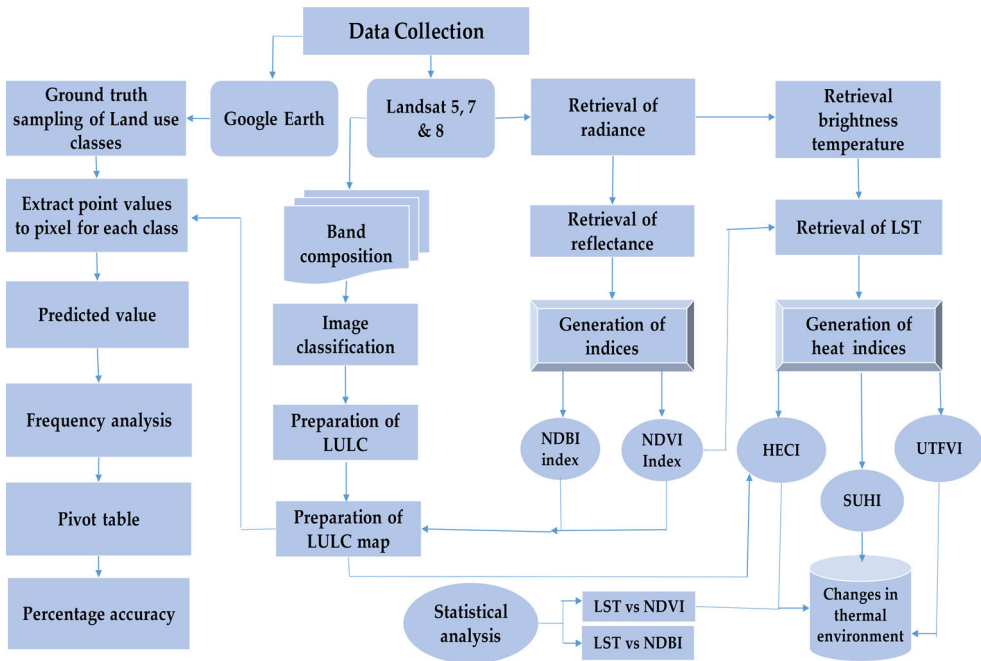 Data Collection
Ground truth
sampling of Land use
classes
Google Earth
Landsat 5, 7
& 8
Retrieval of
radiance
Retrieval
brightness
temperature
Extract point values
to pixel for each class
Band
composition
Retrieval of
reflectance
Retrieval of LST
Predicted value
Image
classification
Generation of
indices
Generation of
heat indices
Frequency analysis
Preparation of
LULC
NDBI
index
NDVI
Index
HECI
UTFVI
SUHI
Pivot table
Preparation of
LULC map
Percentage accuracy
Statistical
analysis
LST vs NDVI
LST vs NDBI
Changes in
thermal
environment